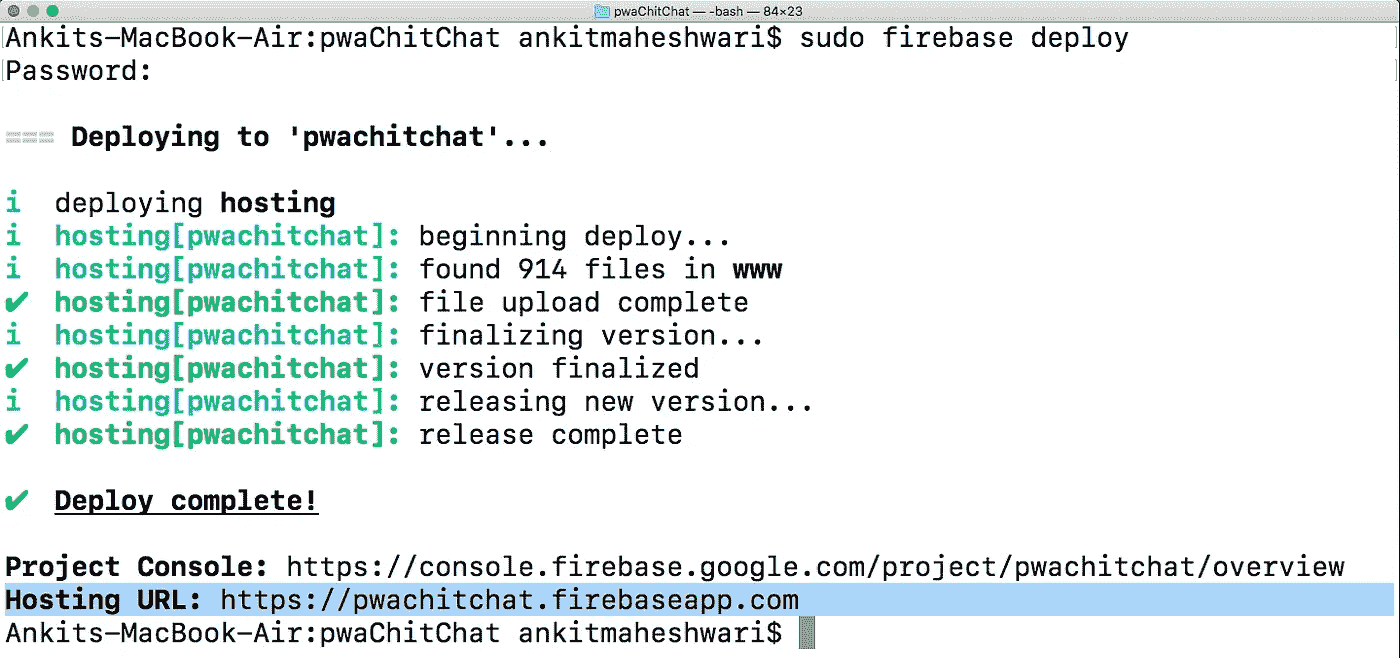 pwaChitChat — -bash — 84×23
Ankits-MacBook-Air:pwaChitChat ankitmaheshwari$ sudo firebase deploy
Password:
=== Deploying to 'pwachitchat'...
i deploying hosting
i hosting[pwachitchat]: beginning deploy...
i hosting[pwachitchat]: found 914 files in www
✔ hosting[pwachitchat]: file upload complete
i hosting[pwachitchat]: finalizing version...
✔ hosting[pwachitchat]: version finalized
i hosting[pwachitchat]: releasing new version...
✔ hosting[pwachitchat]: release complete
✔ Deploy complete!
Project Console: https://console.firebase.google.com/project/pwachitchat/overview
Hosting URL: https://pwachitchat.firebaseapp.com
Ankits-MacBook-Air:pwaChitChat ankitmaheshwari$